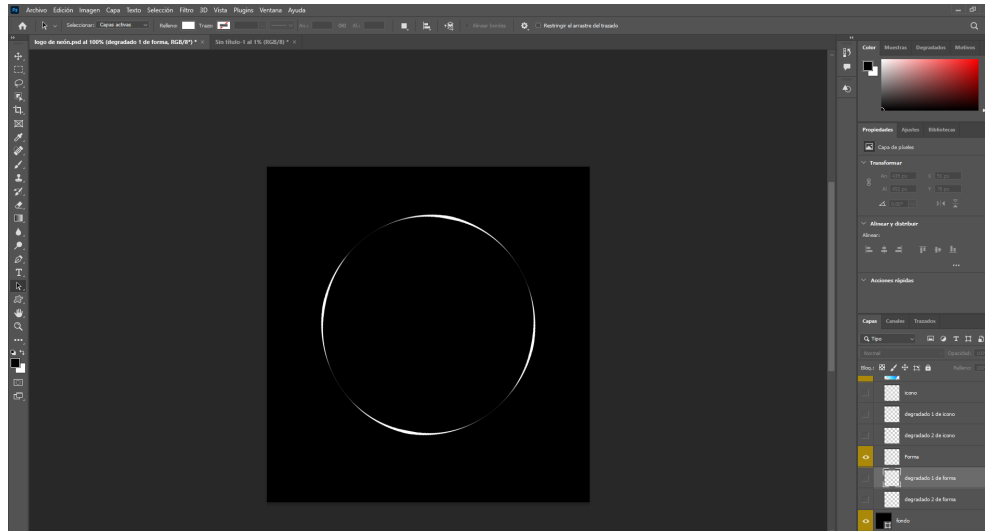 Ps Archivo Edición Imagen Capa Texto Selección Filtro 3D Vista Plugins Ventana Ayuda
Seleccionar: Capas activas Relleno: Trazo: Alinear bordes Restringir el arrastre del trazado
logo de neón.psd al 100% (degradado 1 de forma, RGB/8*) * × Sin título-1 al 1% (RGB/8) * ×
Color Muestras Degradados Motivos
Propiedades Ajustes Bibliotecas
Capa de píxeles
Transformar
Alinear y distribuir
Alinear:
Acciones rápidas
Capas Canales Trazados
Tipo
Normal Opacidad:
Bloq.: Relleno:
icono
degradado 1 de icono
degradado 2 de icono
Forma
degradado 1 de forma
degradado 2 de forma
fondo